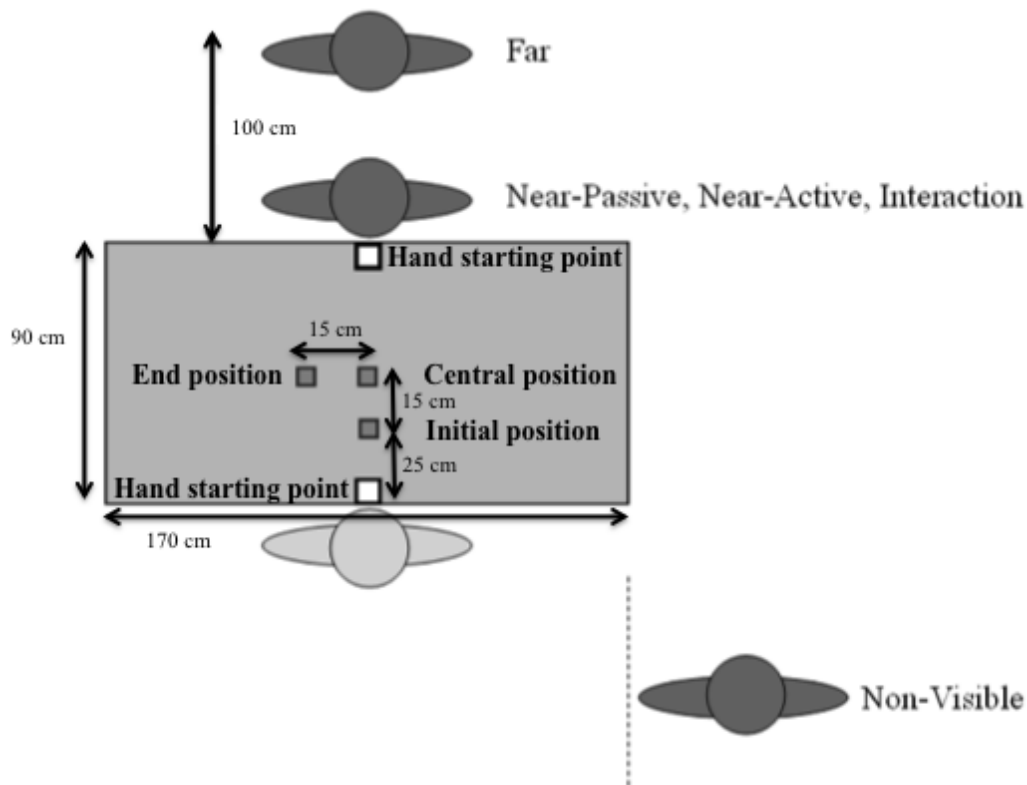 Far
100 cm
Near-Passive, Near-Active, Interaction
Hand starting point
90 cm
15 cm
End position
Central position
15 cm
Initial position
25 cm
Hand starting point
170 cm
Non-Visible